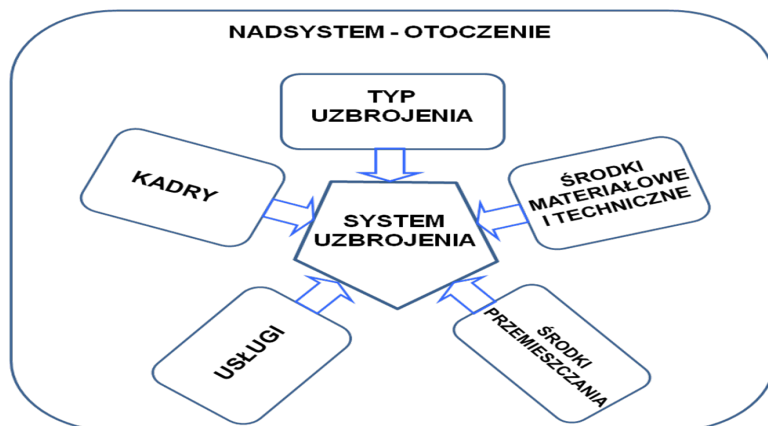 NADSYSTEM - OTOCZENIE
TYP
UZBROJENIA
KADRY
ŚRODKI
MATERIAŁOWE
I TECHNICZNE
SYSTEM
UZBROJENIA
USŁUGI
ŚRODKI
PRZEMIESZCZANIA